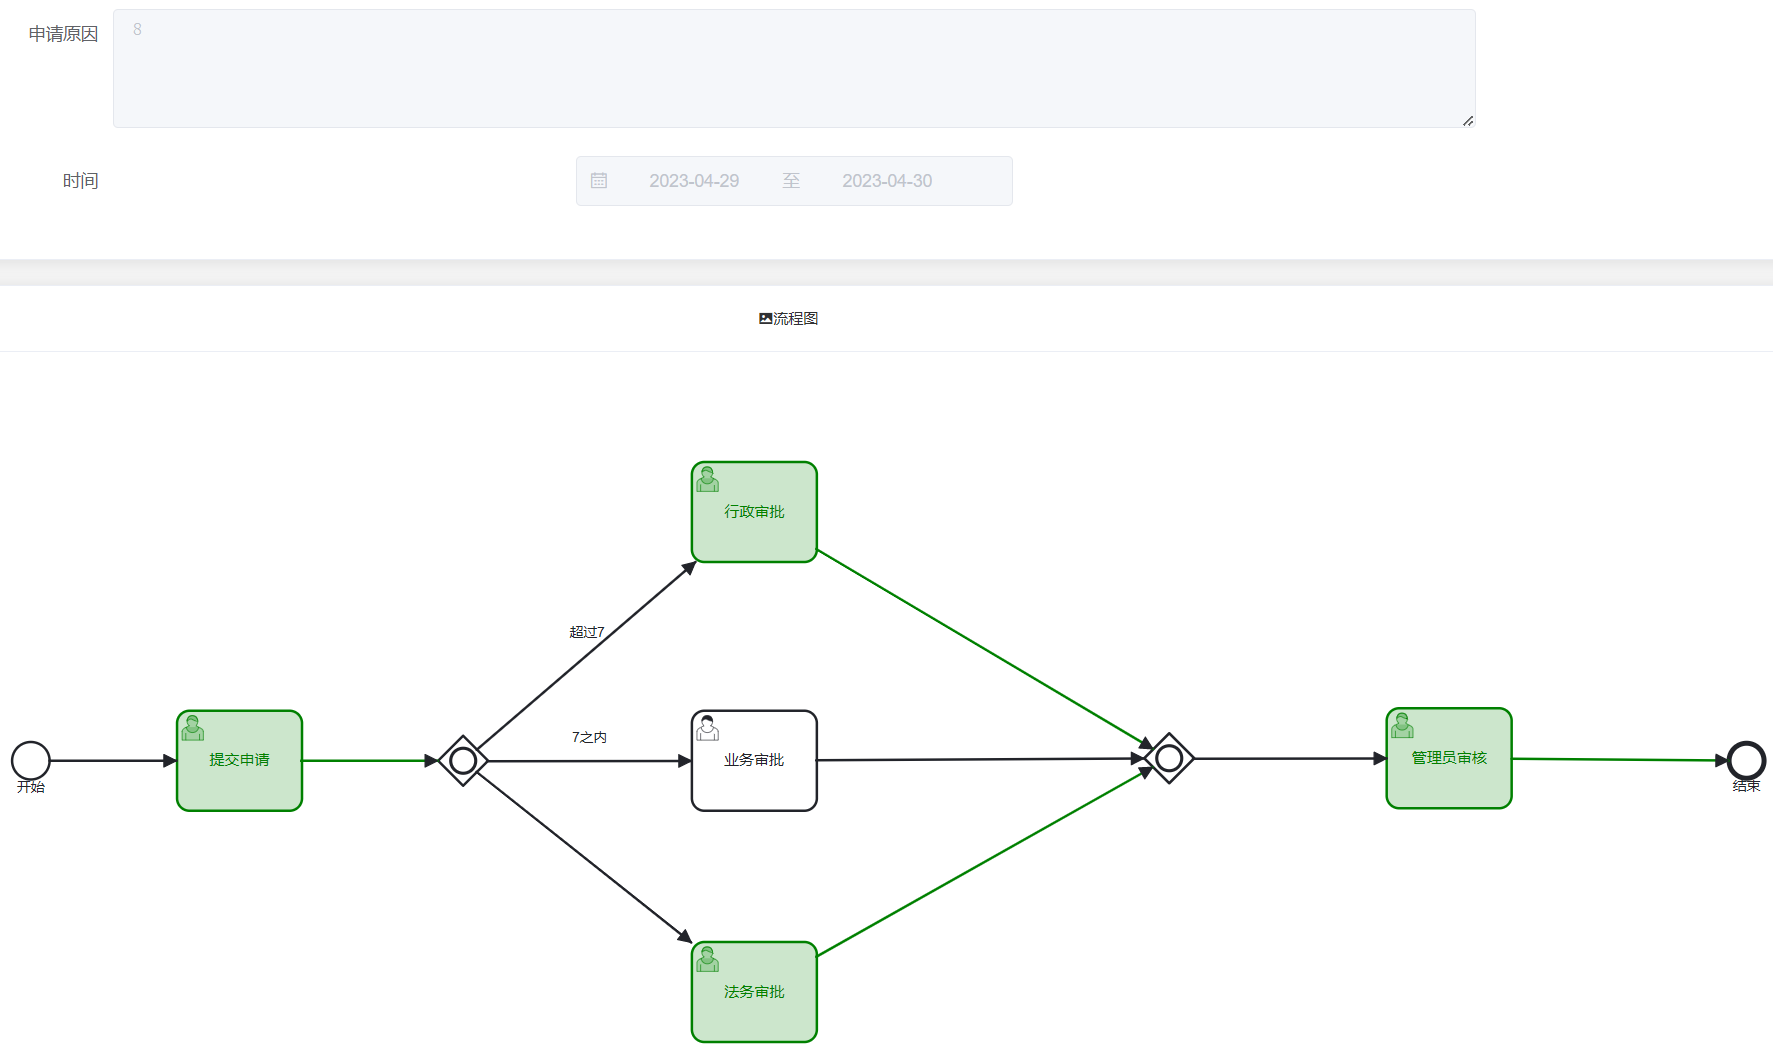 申请原因
8
时间
2023-04-29 至 2023-04-30
流程图
行政审批
超过7
7之内
开始
提交申请
业务审批
管理员审核
结束
法务审批